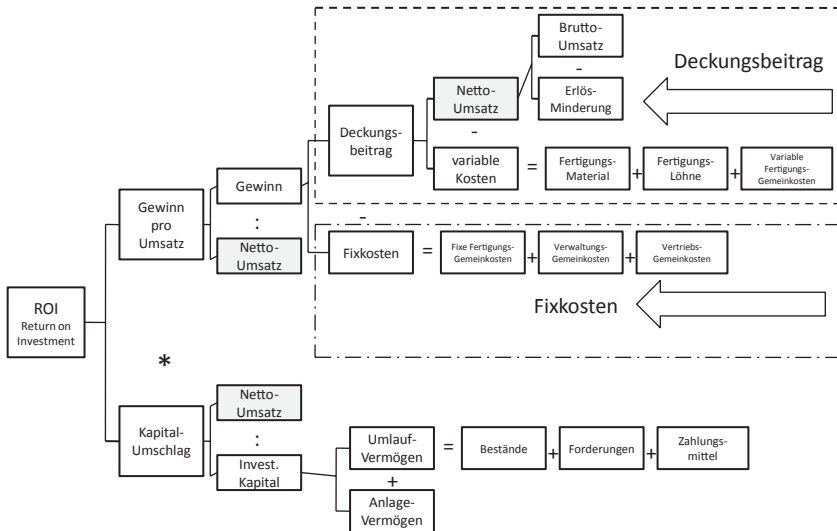 Brutto-
Umsatz
-
Erlös-
Minderung
Deckungsbeitrag
Netto-
Umsatz
-
Deckungs-
beitrag
variable
Kosten
=
Fertigungs-
Material
+
Fertigungs-
Löhne
+
Variable
Fertigungs-
Gemeinkosten
Gewinn
:
Netto-
Umsatz
Gewinn
pro
Umsatz
-
Fixkosten
=
Fixe Fertigungs-
Gemeinkosten
+
Verwaltungs-
Gemeinkosten
+
Vertriebs-
Gemeinkosten
Fixkosten
ROI
Return on
Investment
*
Netto-
Umsatz
:
Invest.
Kapital
Kapital-
Umschlag
Umlauf-
Vermögen
+
Anlage-
Vermögen
=
Bestände
+
Forderungen
+
Zahlungs-
mittel